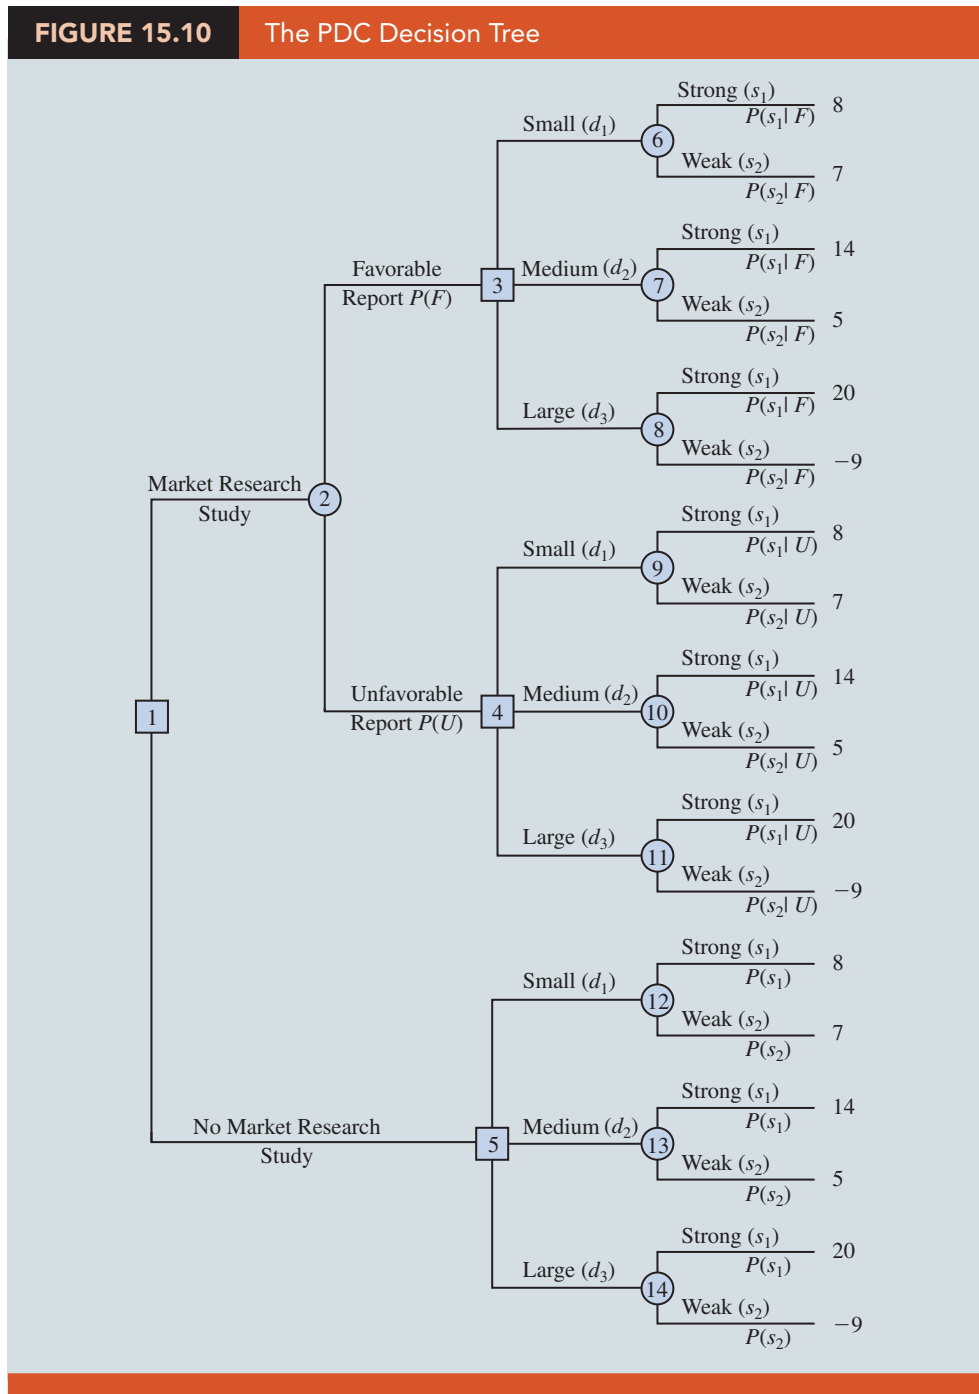 FIGURE 15.10 The PDC Decision Tree
Strong (s₁) 8
P(s₁| F)
Small (d₁)
6
Weak (s₂) 7
P(s₂| F)
Strong (s₁) 14
P(s₁| F)
Favorable
Report P(F)
3
Medium (d₂)
7
Weak (s₂) 5
P(s₂| F)
Strong (s₁) 20
P(s₁| F)
Large (d₃)
8
Weak (s₂) −9
P(s₂| F)
Market Research
Study
2
Strong (s₁) 8
P(s₁| U)
Small (d₁)
9
Weak (s₂) 7
P(s₂| U)
Strong (s₁) 14
P(s₁| U)
1
Unfavorable
Report P(U)
4
Medium (d₂)
10
Weak (s₂) 5
P(s₂| U)
Strong (s₁) 20
P(s₁| U)
Large (d₃)
11
Weak (s₂) −9
P(s₂| U)
Strong (s₁) 8
P(s₁)
Small (d₁)
12
Weak (s₂) 7
P(s₂)
Strong (s₁) 14
P(s₁)
No Market Research
Study
5
Medium (d₂)
13
Weak (s₂) 5
P(s₂)
Strong (s₁) 20
P(s₁)
Large (d₃)
14
Weak (s₂) −9
P(s₂)